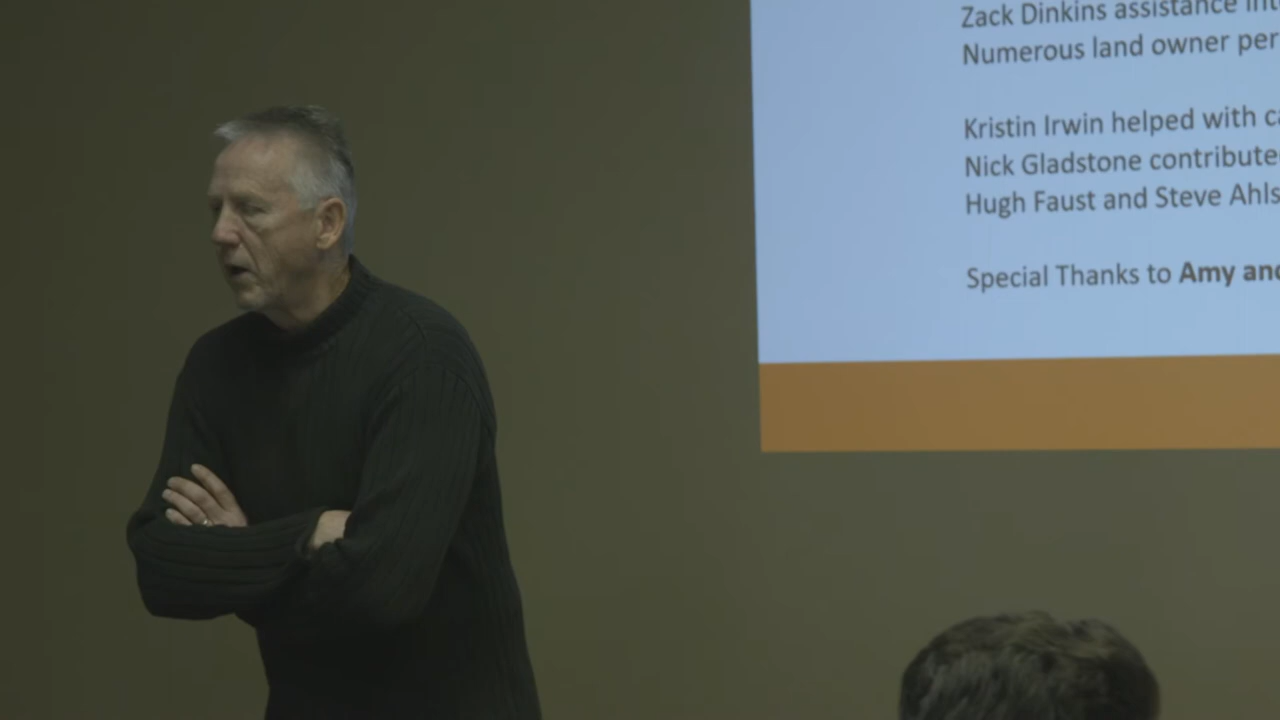 Zack Dinkins assistance
Numerous land owner
Kristin Irwin helped with
Nick Gladstone
Hugh Faust and Steve
Special Thanks to Amy